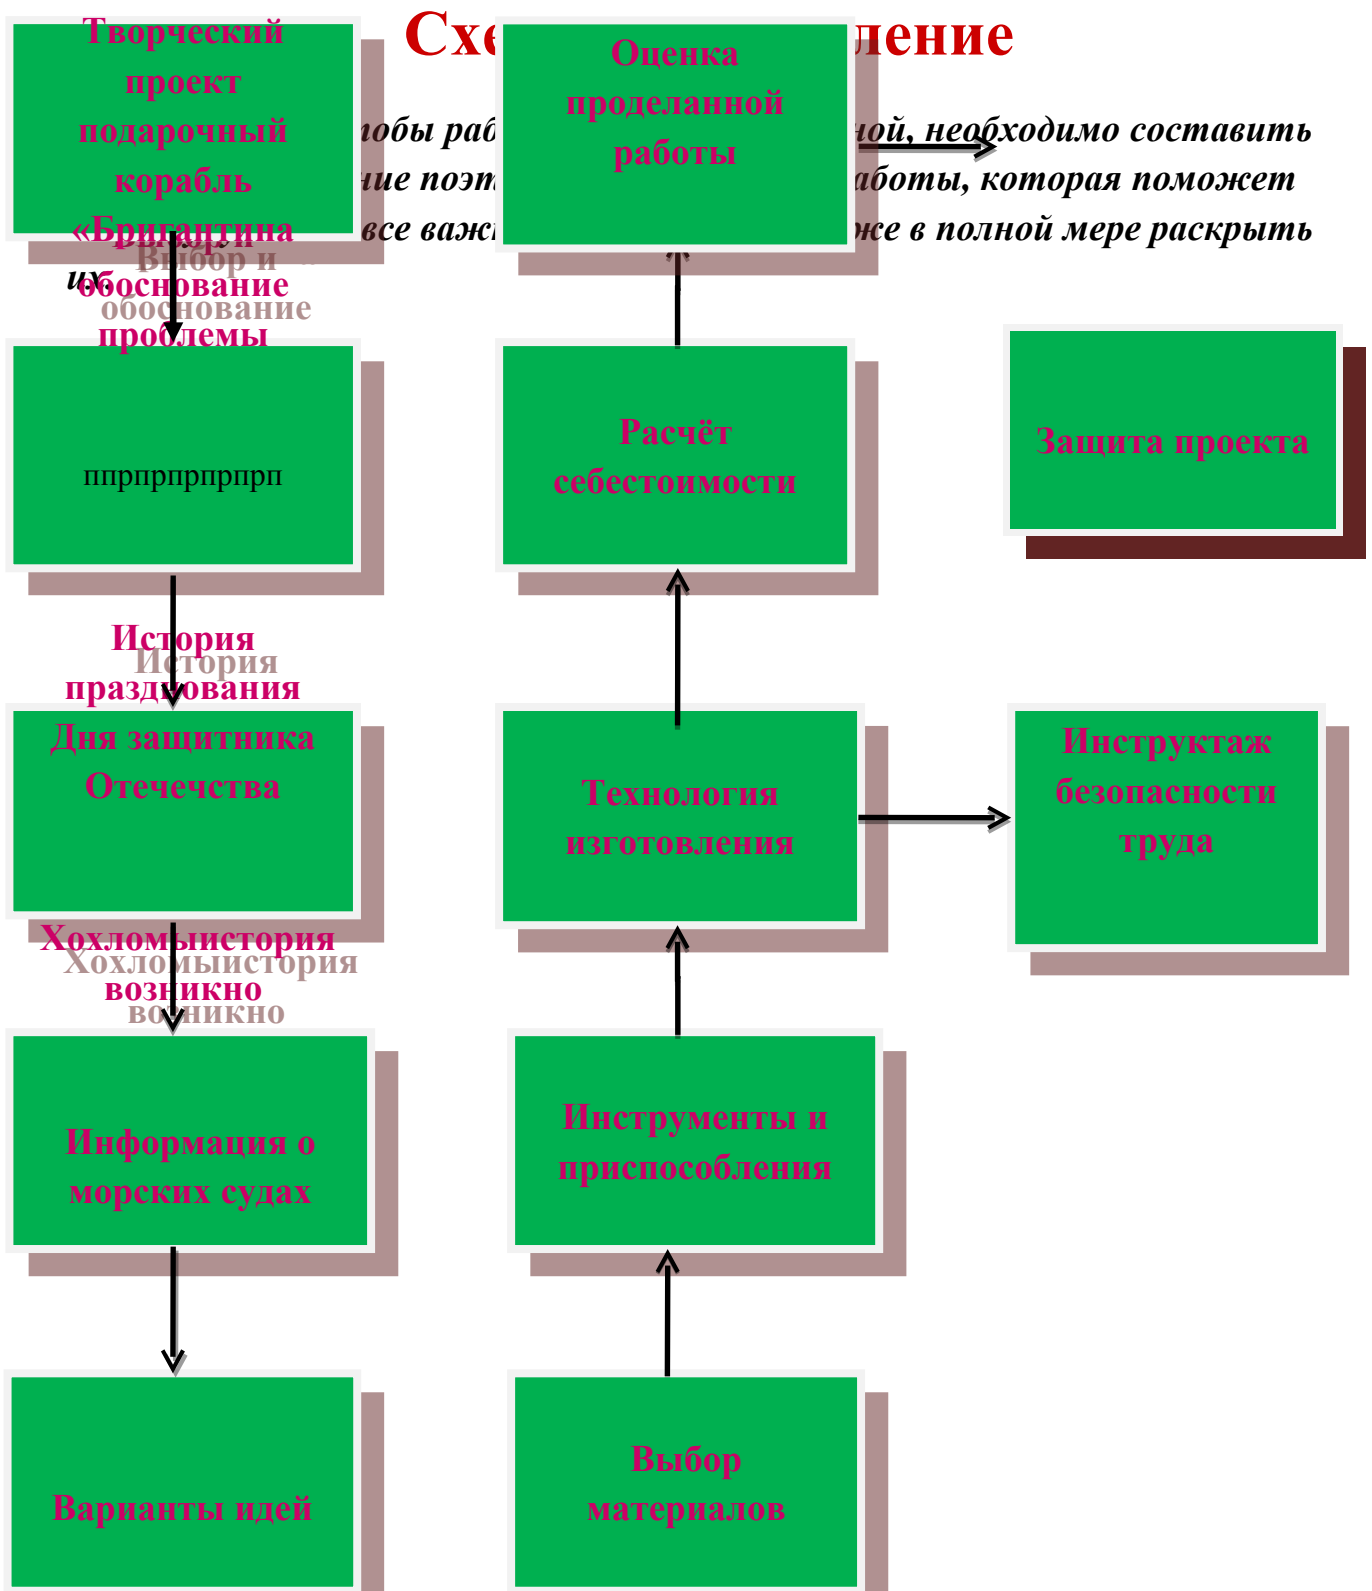 Схе ление
Творческий
проект
подарочный
корабль
«Бригантина
обоснование
проблемы
Выбор и
обоснование
тобы раб ной, необходимо составить
ние поэт аботы, которая поможет
все важн же в полной мере раскрыть
их.
ппрпрпрпрпрп
История
празднования
Дня защитника
Отечечства
История
Хохломыистория
возникно
Хохломыистория
возникно
Информация о
морских судах
Варианты идей
Оценка
проделанной
работы
Расчёт
себестоимости
Технология
изготовления
Инструменты и
приспособления
Выбор
материалов
Защита проекта
Инструктаж
безопасности
труда